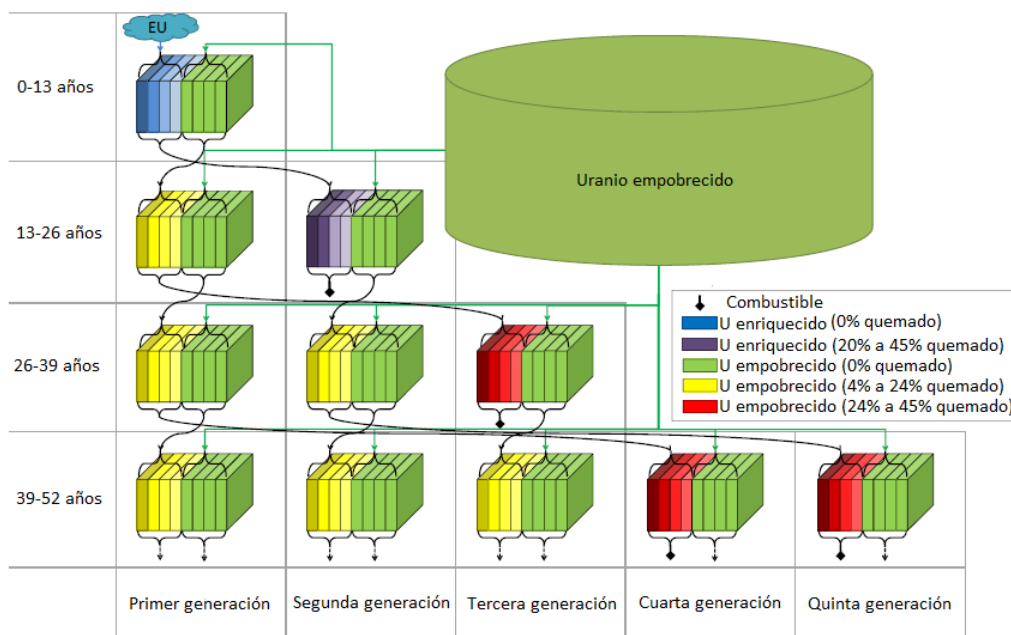 EU
0-13 años
Uranio empobrecido
13-26 años
Combustible
U enriquecido (0% quemado)
U enriquecido (20% a 45% quemado)
U empobrecido (0% quemado)
U empobrecido (4% a 24% quemado)
U empobrecido (24% a 45% quemado)
26-39 años
39-52 años
Primer generación
Segunda generación
Tercera generación
Cuarta generación
Quinta generación